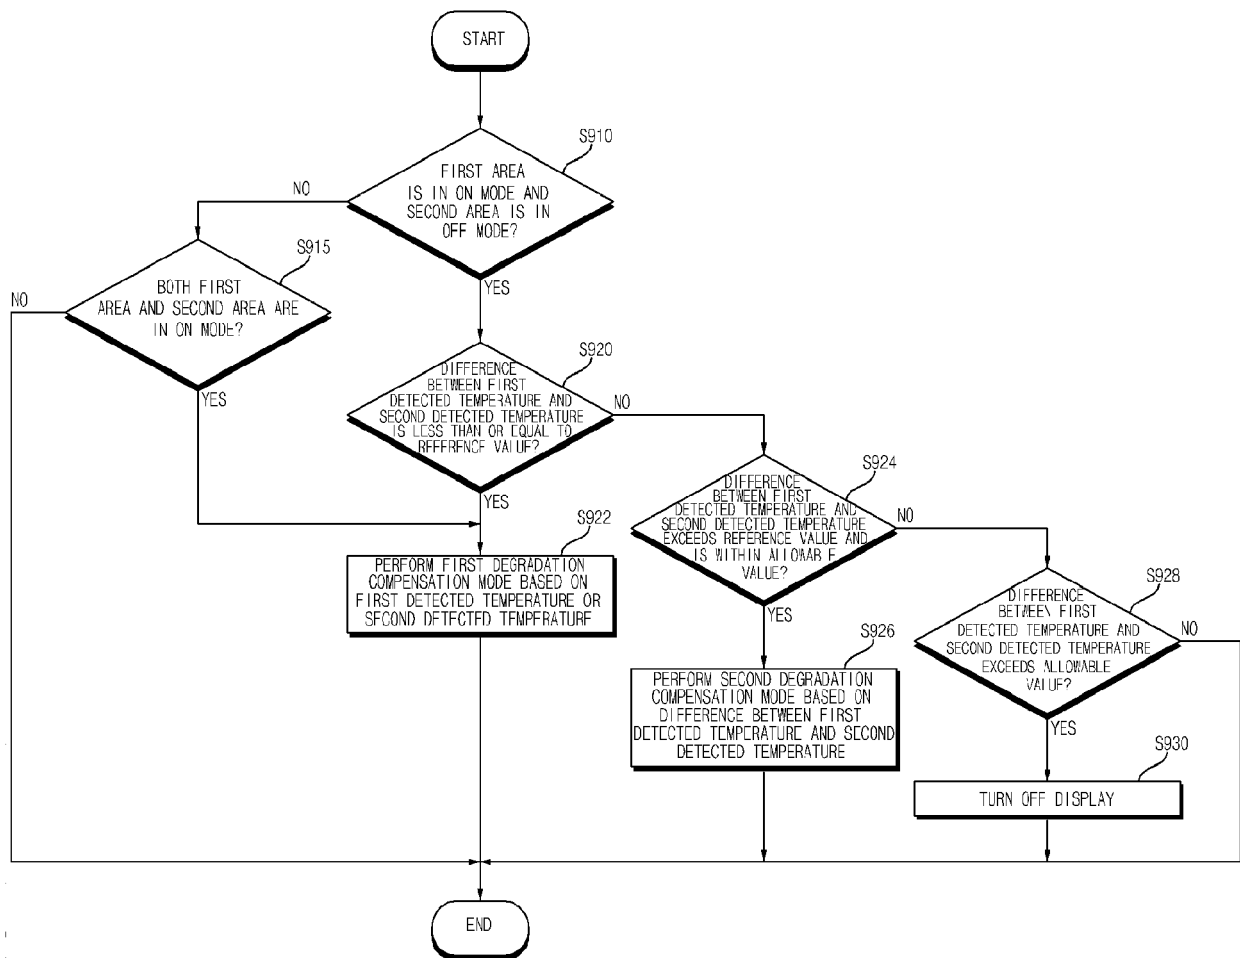 START
S910
FIRST AREA
IS IN ON MODE AND
SECOND AREA IS IN
OFF MODE?
NO
YES
S915
BOTH FIRST
AREA AND SECOND AREA ARE
IN ON MODE?
NO
YES
S920
DIFFERENCE
BETWEEN FIRST
DETECTED TEMPERATURE AND
SECOND DETECTED TEMPERATURE
IS LESS THAN OR EQUAL TO
REFERENCE VALUE?
NO
YES
S922
PERFORM FIRST DEGRADATION
COMPENSATION MODE BASED ON
FIRST DETECTED TEMPERATURE OR
SECOND DETECTED TEMPERATURE
S924
DIFFERENCE
BETWEEN FIRST
DETECTED TEMPERATURE AND
SECOND DETECTED TEMPERATURE
EXCEEDS REFERENCE VALUE AND
IS WITHIN ALLOWABLE
VALUE?
NO
YES
S926
PERFORM SECOND DEGRADATION
COMPENSATION MODE BASED ON
DIFFERENCE BETWEEN FIRST
DETECTED TEMPERATURE AND SECOND
DETECTED TEMPERATURE
S928
DIFFERENCE
BETWEEN FIRST
DETECTED TEMPERATURE AND
SECOND DETECTED TEMPERATURE
EXCEEDS ALLOWABLE
VALUE?
NO
YES
S930
TURN OFF DISPLAY
END